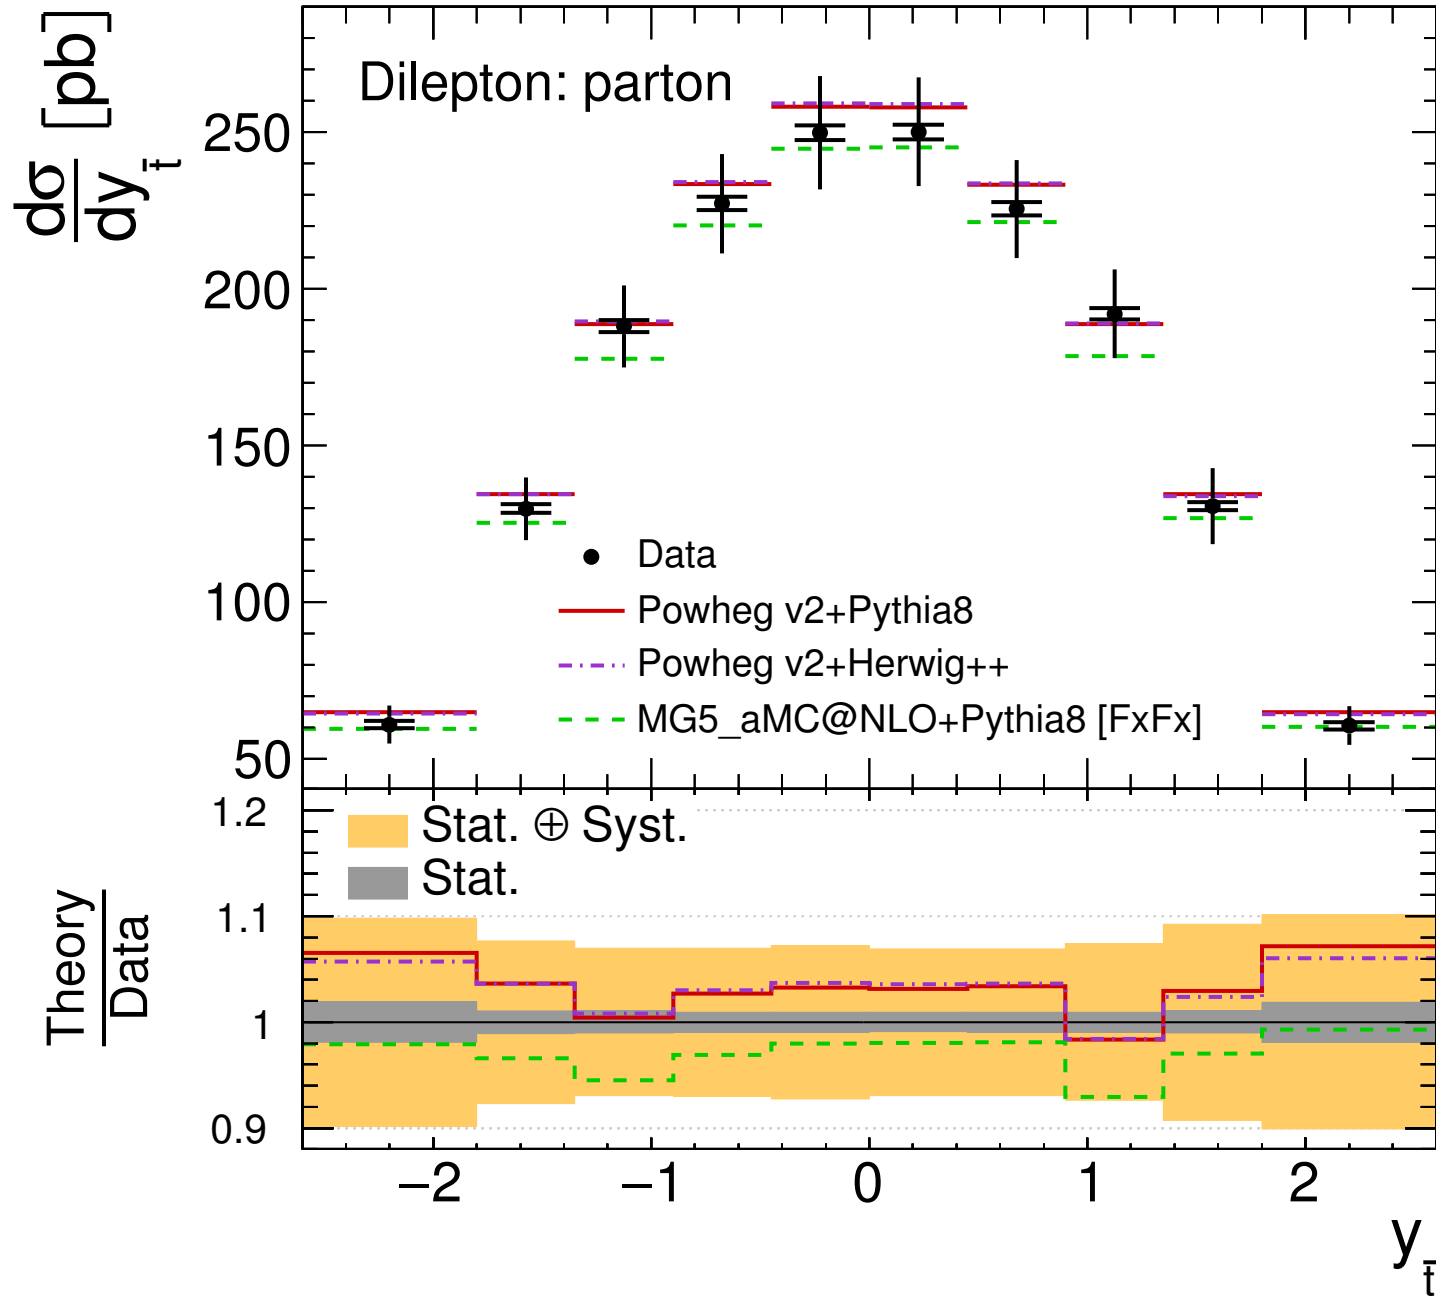 dσ
dy_t̄ [pb]
Dilepton: parton
250
200
150
100
50
Data
Powheg v2+Pythia8
Powheg v2+Herwig++
MG5_aMC@NLO+Pythia8 [FxFx]
Theory
Data
1.2
1.1
1
0.9
Stat. ⊕ Syst.
Stat.
−2 −1 0 1 2
y_t̄